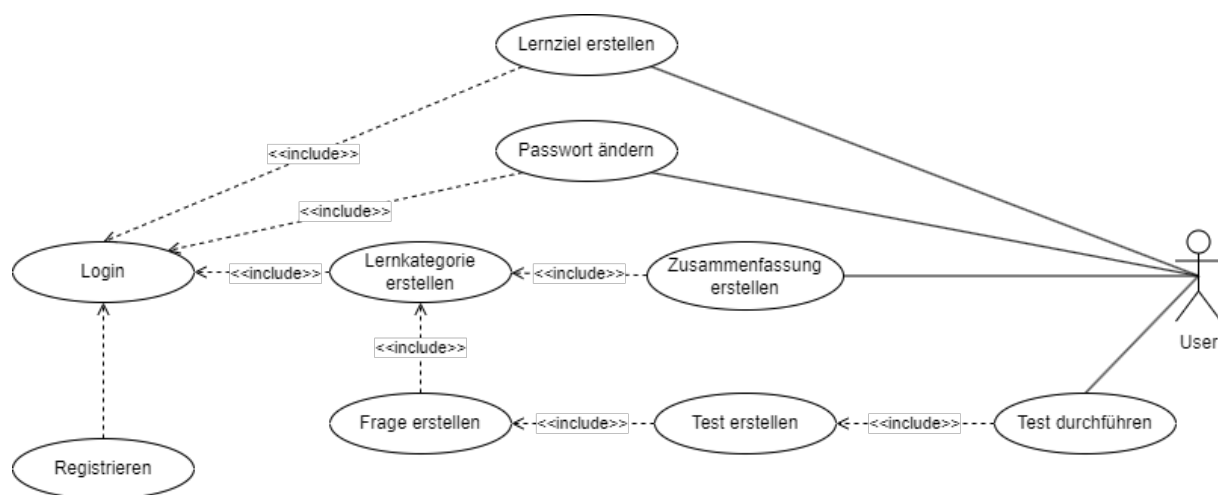 Lernziel erstellen
<<include>>
Passwort ändern
<<include>>
Login
<<include>>
Lernkategorie
erstellen
<<include>>
Zusammenfassung
erstellen
User
<<include>>
Frage erstellen
<<include>>
Test erstellen
<<include>>
Test durchführen
Registrieren